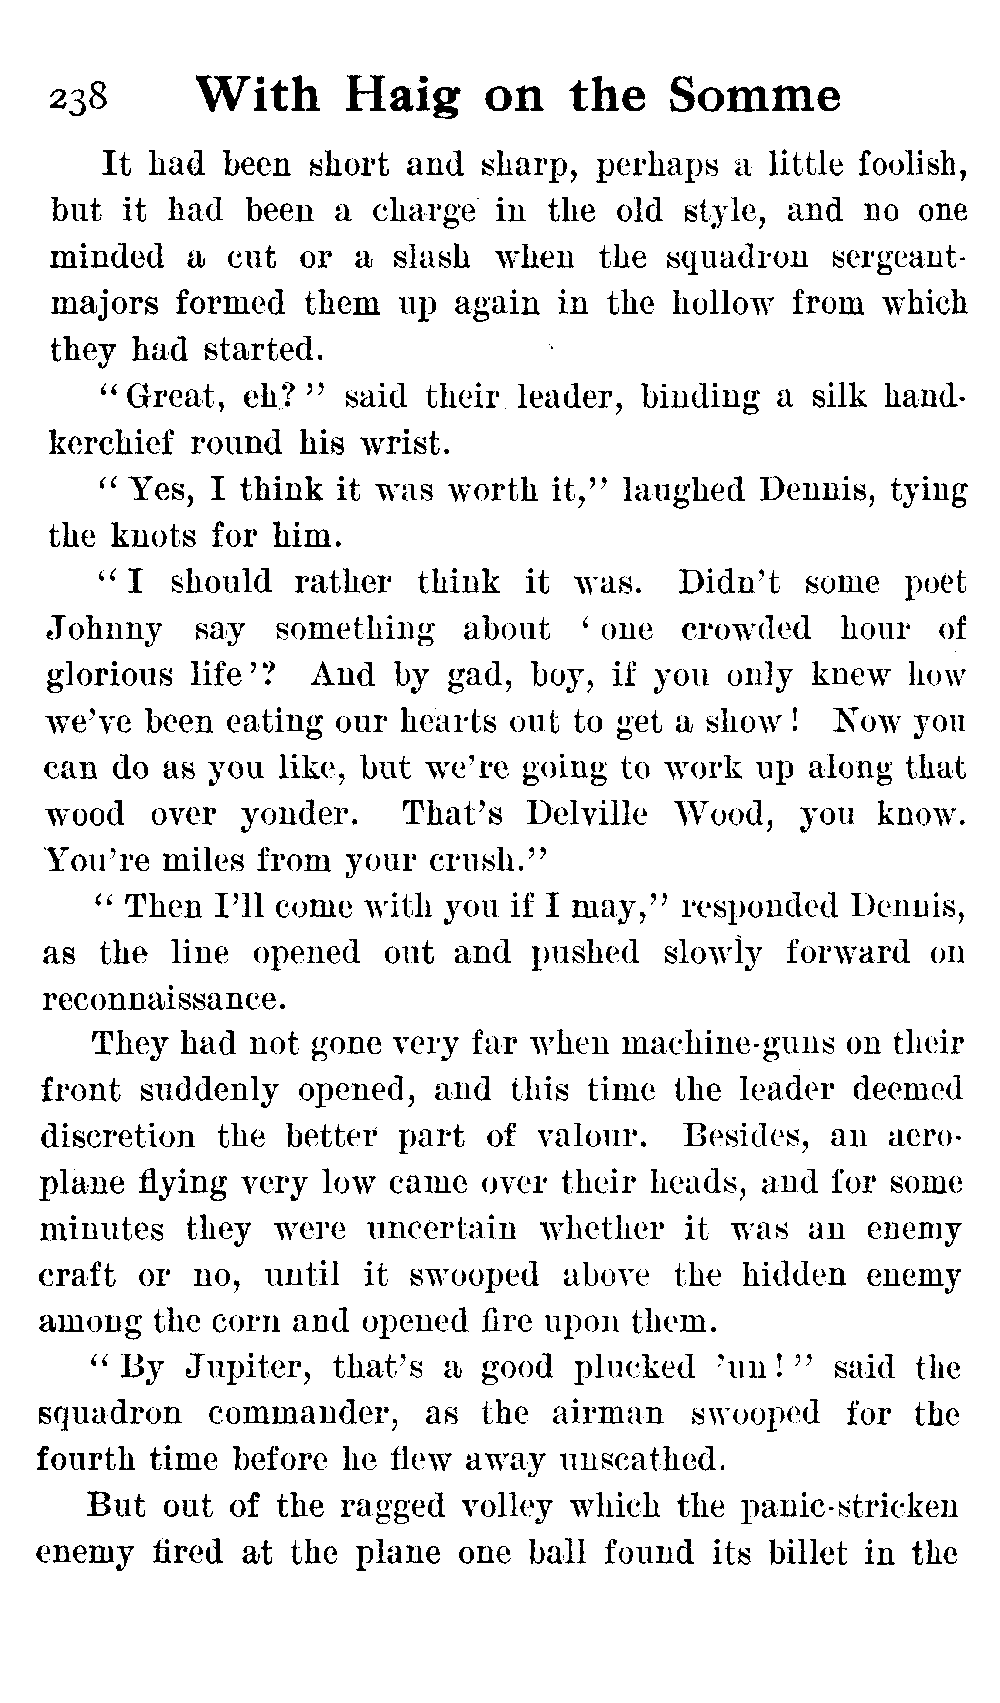 238 With Haig on the Somme
It had been short and sharp, perhaps a little foolish,
but it had been a charge in the old style, and no one
minded a cut or a slash when the squadron sergeant-
majors formed them up again in the hollow from which
they had started.
“Great, eh?” said their leader, binding a silk hand-
kerchief round his wrist.
“Yes, I think it was worth it,” laughed Dennis, tying
the knots for him.
“I should rather think it was. Didn’t some poet
Johnny say something about ‘one crowded hour of
glorious life’? And by gad, boy, if you only knew how
we’ve been eating our hearts out to get a show! Now you
can do as you like, but we’re going to work up along that
wood over yonder. That’s Delville Wood, you know.
You’re miles from your crush.”
“Then I’ll come with you if I may,” responded Dennis,
as the line opened out and pushed slowly forward on
reconnaissance.
They had not gone very far when machine-guns on their
front suddenly opened, and this time the leader deemed
discretion the better part of valour. Besides, an aero-
plane flying very low came over their heads, and for some
minutes they were uncertain whether it was an enemy
craft or no, until it swooped above the hidden enemy
among the corn and opened fire upon them.
“By Jupiter, that’s a good plucked ’un!” said the
squadron commander, as the airman swooped for the
fourth time before he flew away unscathed.
But out of the ragged volley which the panic-stricken
enemy fired at the plane one ball found its billet in the